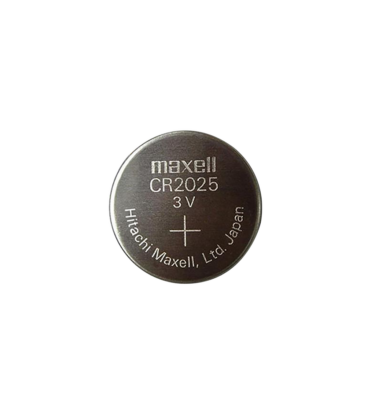 maxell
CR2025
3V
+
Hitachi Maxell, Ltd. Japan